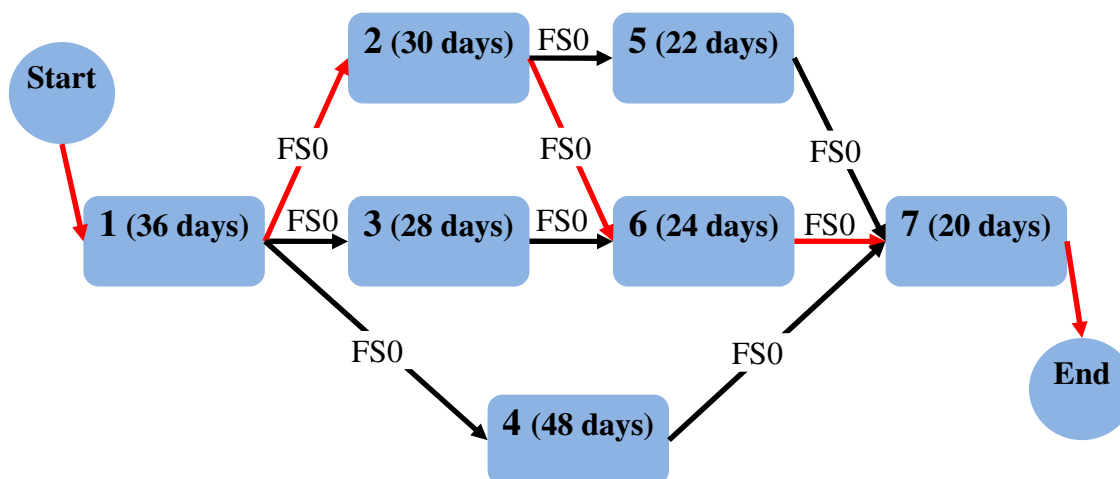 Start
2 (30 days)
FS0
5 (22 days)
FS0
FS0
FS0
1 (36 days)
FS0
3 (28 days)
FS0
6 (24 days)
FS0
7 (20 days)
FS0
FS0
End
4 (48 days)